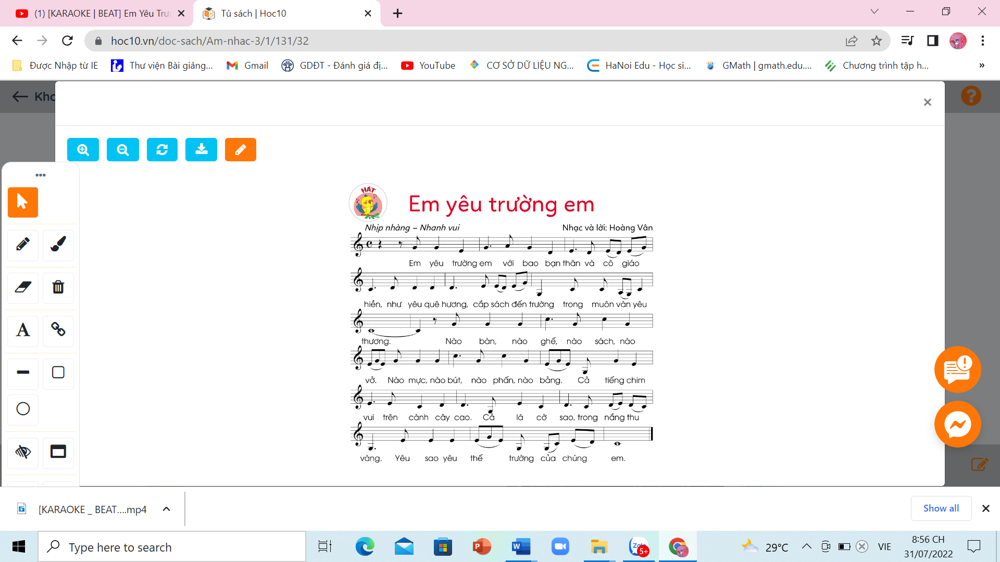 (1) [KARAOKE | BEAT] Em Yêu Trư
Tủ sách | Hoc10
hoc10.vn/doc-sach/Am-nhac-3/1/131/32
Được Nhập từ IE
Thư viện Bài giảng...
Gmail
GDĐT - Đánh giá đị...
YouTube
CƠ SỞ DỮ LIỆU NG...
HaNoi Edu - Học si...
GMath | gmath.edu....
Chương trình tập h...
»
Kho
HÁT
Em yêu trường em
Nhịp nhàng – Nhanh vui
Nhạc và lời: Hoàng Vân
Em yêu trường em với bao bạn thân và cô giáo
hiền, như yêu quê hương, cắp sách đến trường trong muôn vàn yêu
thương. Nào bàn, nào ghế, nào sách, nào
vở. Nào mực, nào bút, nào phấn, nào bảng. Cả tiếng chim
vui trên cành cây cao. Cả lá cờ sao, trong nắng thu
vàng. Yêu sao yêu thế trường của chúng em.
[KARAOKE _ BEAT....mp4
Show all
Type here to search
5+
29°C
VIE
8:56 CH
31/07/2022